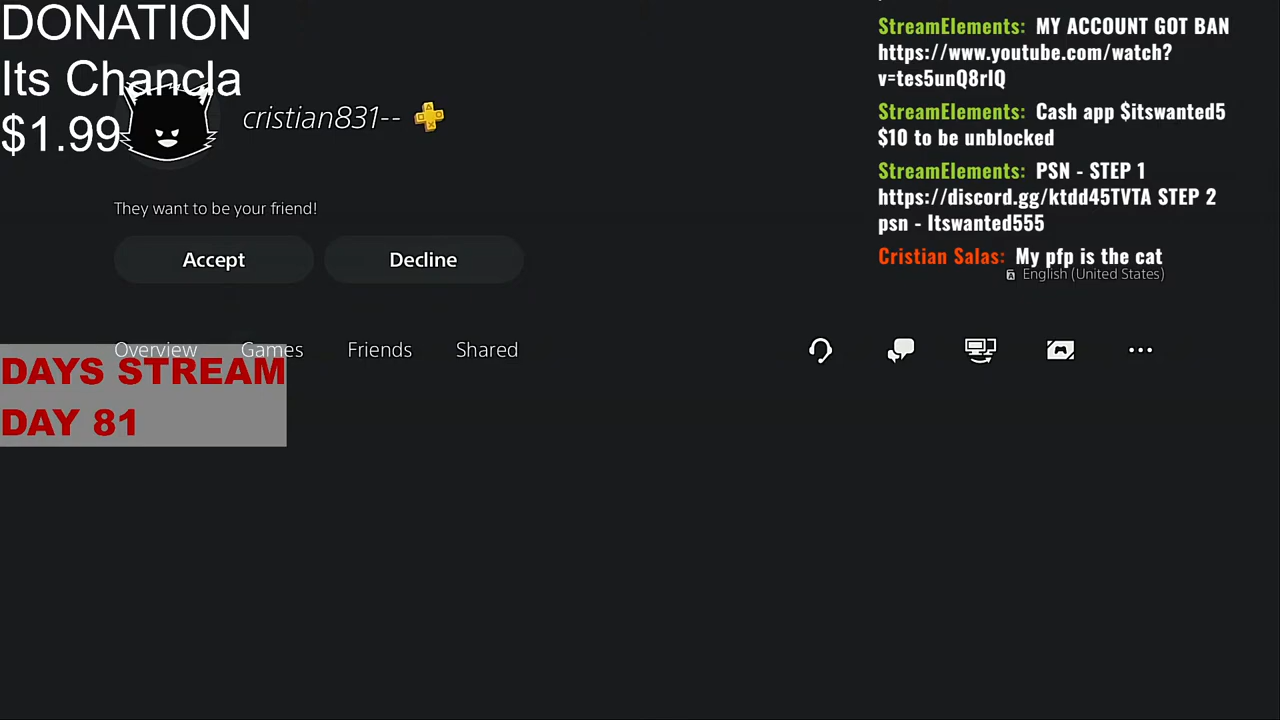 DONATION
Its Chancla
$1.99
cristian831--
They want to be your friend!
Accept
Decline
Overview
Games
Friends
Shared
DAYS STREAM
DAY 81
StreamElements: MY ACCOUNT GOT BAN
https://www.youtube.com/watch?
v=tes5unQ8rlQ
StreamElements: Cash app $itswanted5
$10 to be unblocked
StreamElements: PSN - STEP 1
https://discord.gg/ktdd45TVTA STEP 2
psn - Itswanted555
Cristian Salas: My pfp is the cat
English (United States)